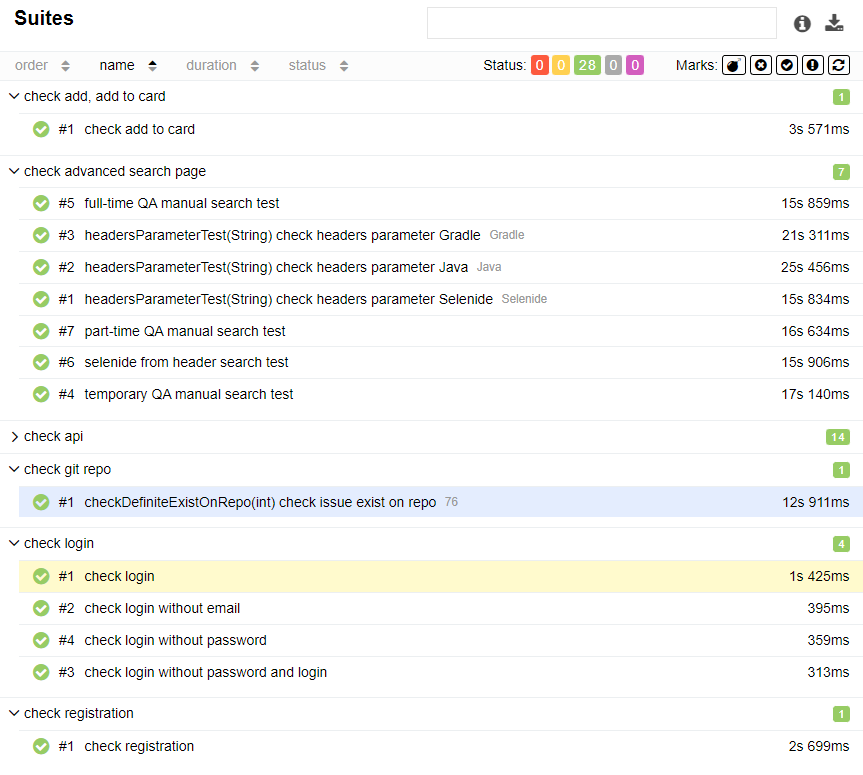 Suites
order name duration status Status: 0 0 28 0 0 Marks:
check add, add to card 1
#1 check add to card 3s 571ms
check advanced search page 7
#5 full-time QA manual search test 15s 859ms
#3 headersParameterTest(String) check headers parameter Gradle Gradle 21s 311ms
#2 headersParameterTest(String) check headers parameter Java Java 25s 456ms
#1 headersParameterTest(String) check headers parameter Selenide Selenide 15s 834ms
#7 part-time QA manual search test 16s 634ms
#6 selenide from header search test 15s 906ms
#4 temporary QA manual search test 17s 140ms
check api 14
check git repo 1
#1 checkDefiniteExistOnRepo(int) check issue exist on repo 76 12s 911ms
check login 4
#1 check login 1s 425ms
#2 check login without email 395ms
#4 check login without password 359ms
#3 check login without password and login 313ms
check registration 1
#1 check registration 2s 699ms